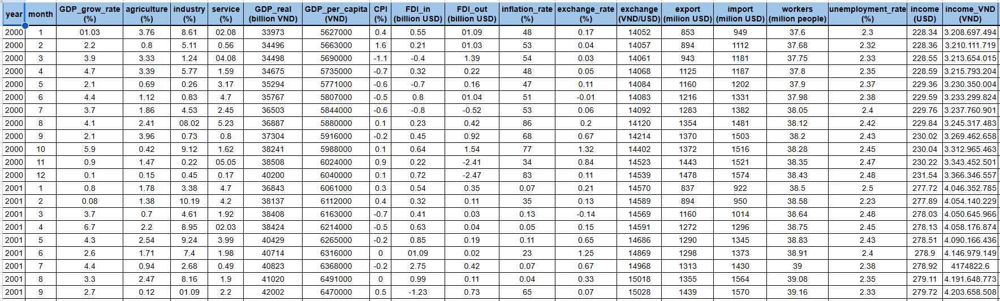 year month GDP_grow_rate (%) agriculture (%) industry (%) service (%) GDP_real (billion VND) GDP_per_capita (VND) CPI (%) FDI_in (billion USD) FDI_out (billion USD) inflation_rate (%) exchange_rate (%) exchange (VND/USD) export (milion USD) import (milion USD) workers (milion people) unemployment_rate (%) income (USD) income_VND (VND)
2000 1 01.03 3.76 8.61 02.08 33973 5627000 0.4 0.55 01.09 48 0.17 14052 853 949 37.6 2.3 228.34 3.208.697.494
2000 2 2.2 0.8 5.11 0.56 34496 5663000 1.6 0.21 01.03 53 0.04 14057 894 1112 37.68 2.32 228.36 3.210.111.719
2000 3 3.9 3.33 1.24 04.08 34498 5690000 -1.1 -0.4 1.39 54 0.03 14061 943 1181 37.75 2.33 228.55 3.213.654.015
2000 4 4.7 3.39 5.77 1.59 34675 5735000 -0.7 0.32 0.22 48 0.05 14068 1125 1187 37.8 2.35 228.59 3.215.793.204
2000 5 2.1 0.69 0.26 3.17 35294 5771000 -0.6 -0.7 0.16 47 0.11 14084 1160 1202 37.9 2.37 229.36 3.230.350.004
2000 6 4.4 1.12 0.83 4.7 35767 5807000 -0.5 0.8 01.04 51 -0.01 14083 1216 1331 37.98 2.38 229.59 3.233.299.824
2000 7 3.7 1.86 4.53 2.45 36503 5844000 -0.6 -0.8 -0.52 53 0.06 14092 1283 1382 38.05 2.4 229.76 3.237.760.901
2000 8 4.1 2.41 08.02 5.23 36887 5880000 0.1 0.23 0.42 86 0.2 14120 1354 1481 38.12 2.42 229.84 3.245.317.483
2000 9 2.1 3.96 0.73 0.8 37304 5916000 -0.2 0.45 0.92 68 0.67 14214 1370 1503 38.2 2.43 230.02 3.269.462.658
2000 10 5.9 0.42 9.12 1.62 38241 5988000 0.1 0.64 1.54 77 1.32 14402 1372 1516 38.28 2.45 230.04 3.312.965.463
2000 11 0.9 1.47 0.22 05.05 38508 6024000 0.9 0.22 -2.41 34 0.84 14523 1443 1521 38.35 2.47 230.22 3.343.452.501
2000 12 0.1 0.15 0.45 0.17 40200 6040000 0.1 0.72 -2.47 83 0.11 14539 1478 1574 38.43 2.48 231.54 3.366.346.557
2001 1 0.8 1.78 3.38 4.7 36843 6061000 0.3 0.54 0.35 0.07 0.21 14570 837 922 38.5 2.5 277.72 4.046.352.785
2001 2 0.08 1.38 10.19 4.2 38137 6112000 0.4 0.32 0.11 35 0.13 14589 894 950 38.58 2.23 277.89 4.054.140.229
2001 3 3.7 0.7 4.61 1.92 38408 6163000 -0.7 0.41 0.03 0.13 -0.14 14569 1160 1014 38.64 2.48 278.03 4.050.645.966
2001 4 6.7 2.2 8.95 02.03 38424 6214000 -0.5 0.63 0.04 0.05 0.15 14591 1272 1296 38.75 2.45 278.13 4.058.176.874
2001 5 4.3 2.54 9.24 3.99 40429 6265000 -0.2 0.85 0.19 0.11 0.65 14686 1290 1345 38.83 2.43 278.51 4.090.166.436
2001 6 2.6 1.71 7.4 1.98 40714 6316000 0 01.09 0.02 23 1.25 14869 1298 1373 38.91 2.4 278.9 4.146.979.149
2001 7 4.4 0.94 2.68 0.49 40823 6368000 -0.2 2.75 0.42 0.07 0.67 14968 1313 1430 39 2.38 278.92 4174822.6
2001 8 3.3 2.47 8.16 1.9 41020 6491000 0 0.99 0.11 0.04 0.33 15018 1355 1564 39.08 2.35 279.11 4.191.648.773
2001 9 2.7 0.12 01.09 2.2 42002 6470000 0.5 -1.23 0.73 65 0.07 15028 1439 1570 39.16 2.33 279.72 4.203.658.508